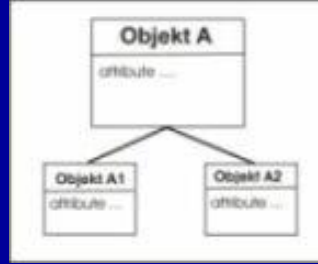 Objekt A
attribute ...
Objekt A1
Objekt A2
attribute ...
attribute ...